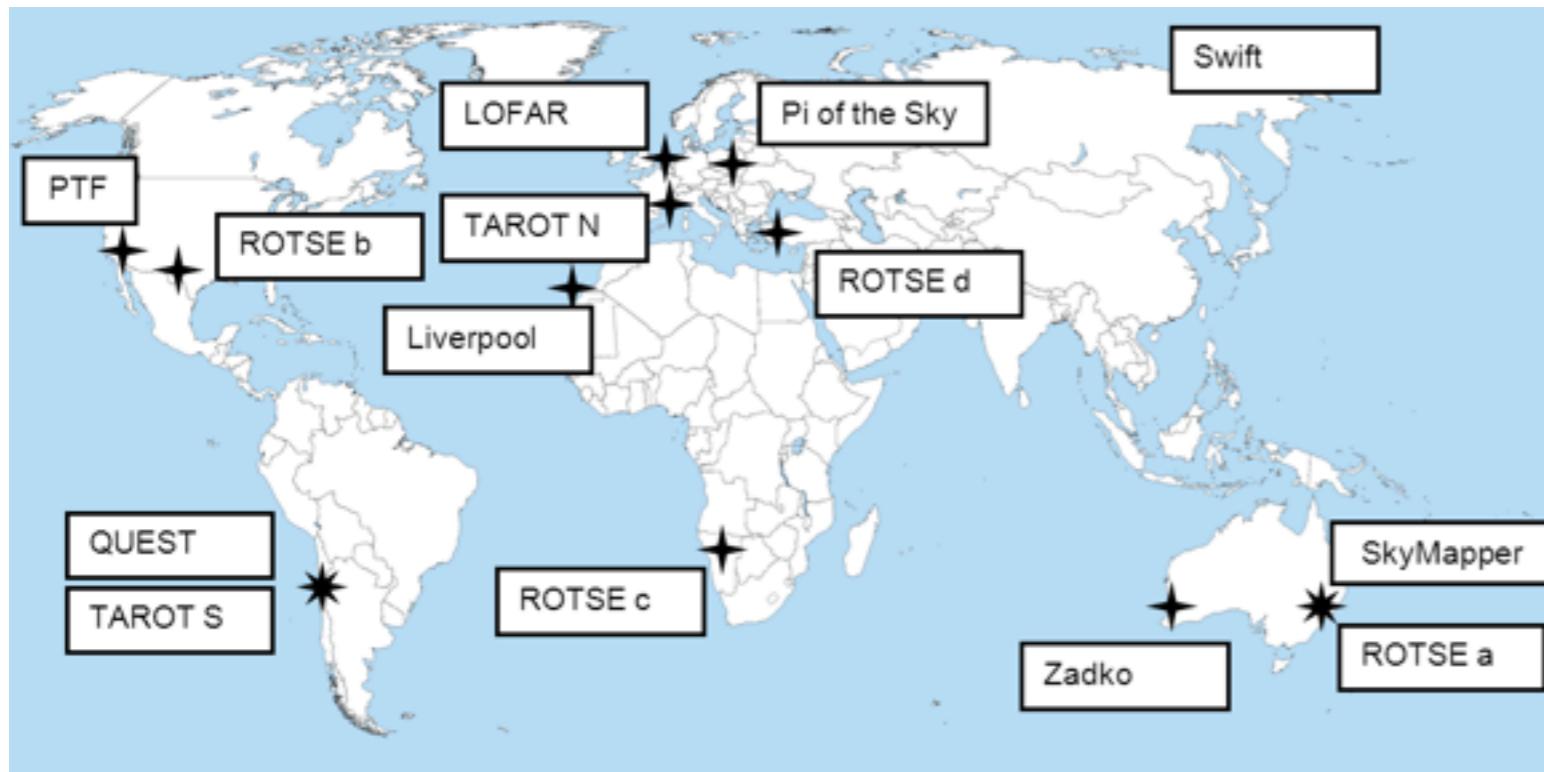 Swift
LOFAR
Pi of the Sky
PTF
TAROT N
ROTSE b
ROTSE d
Liverpool
QUEST
SkyMapper
ROTSE c
TAROT S
ROTSE a
Zadko